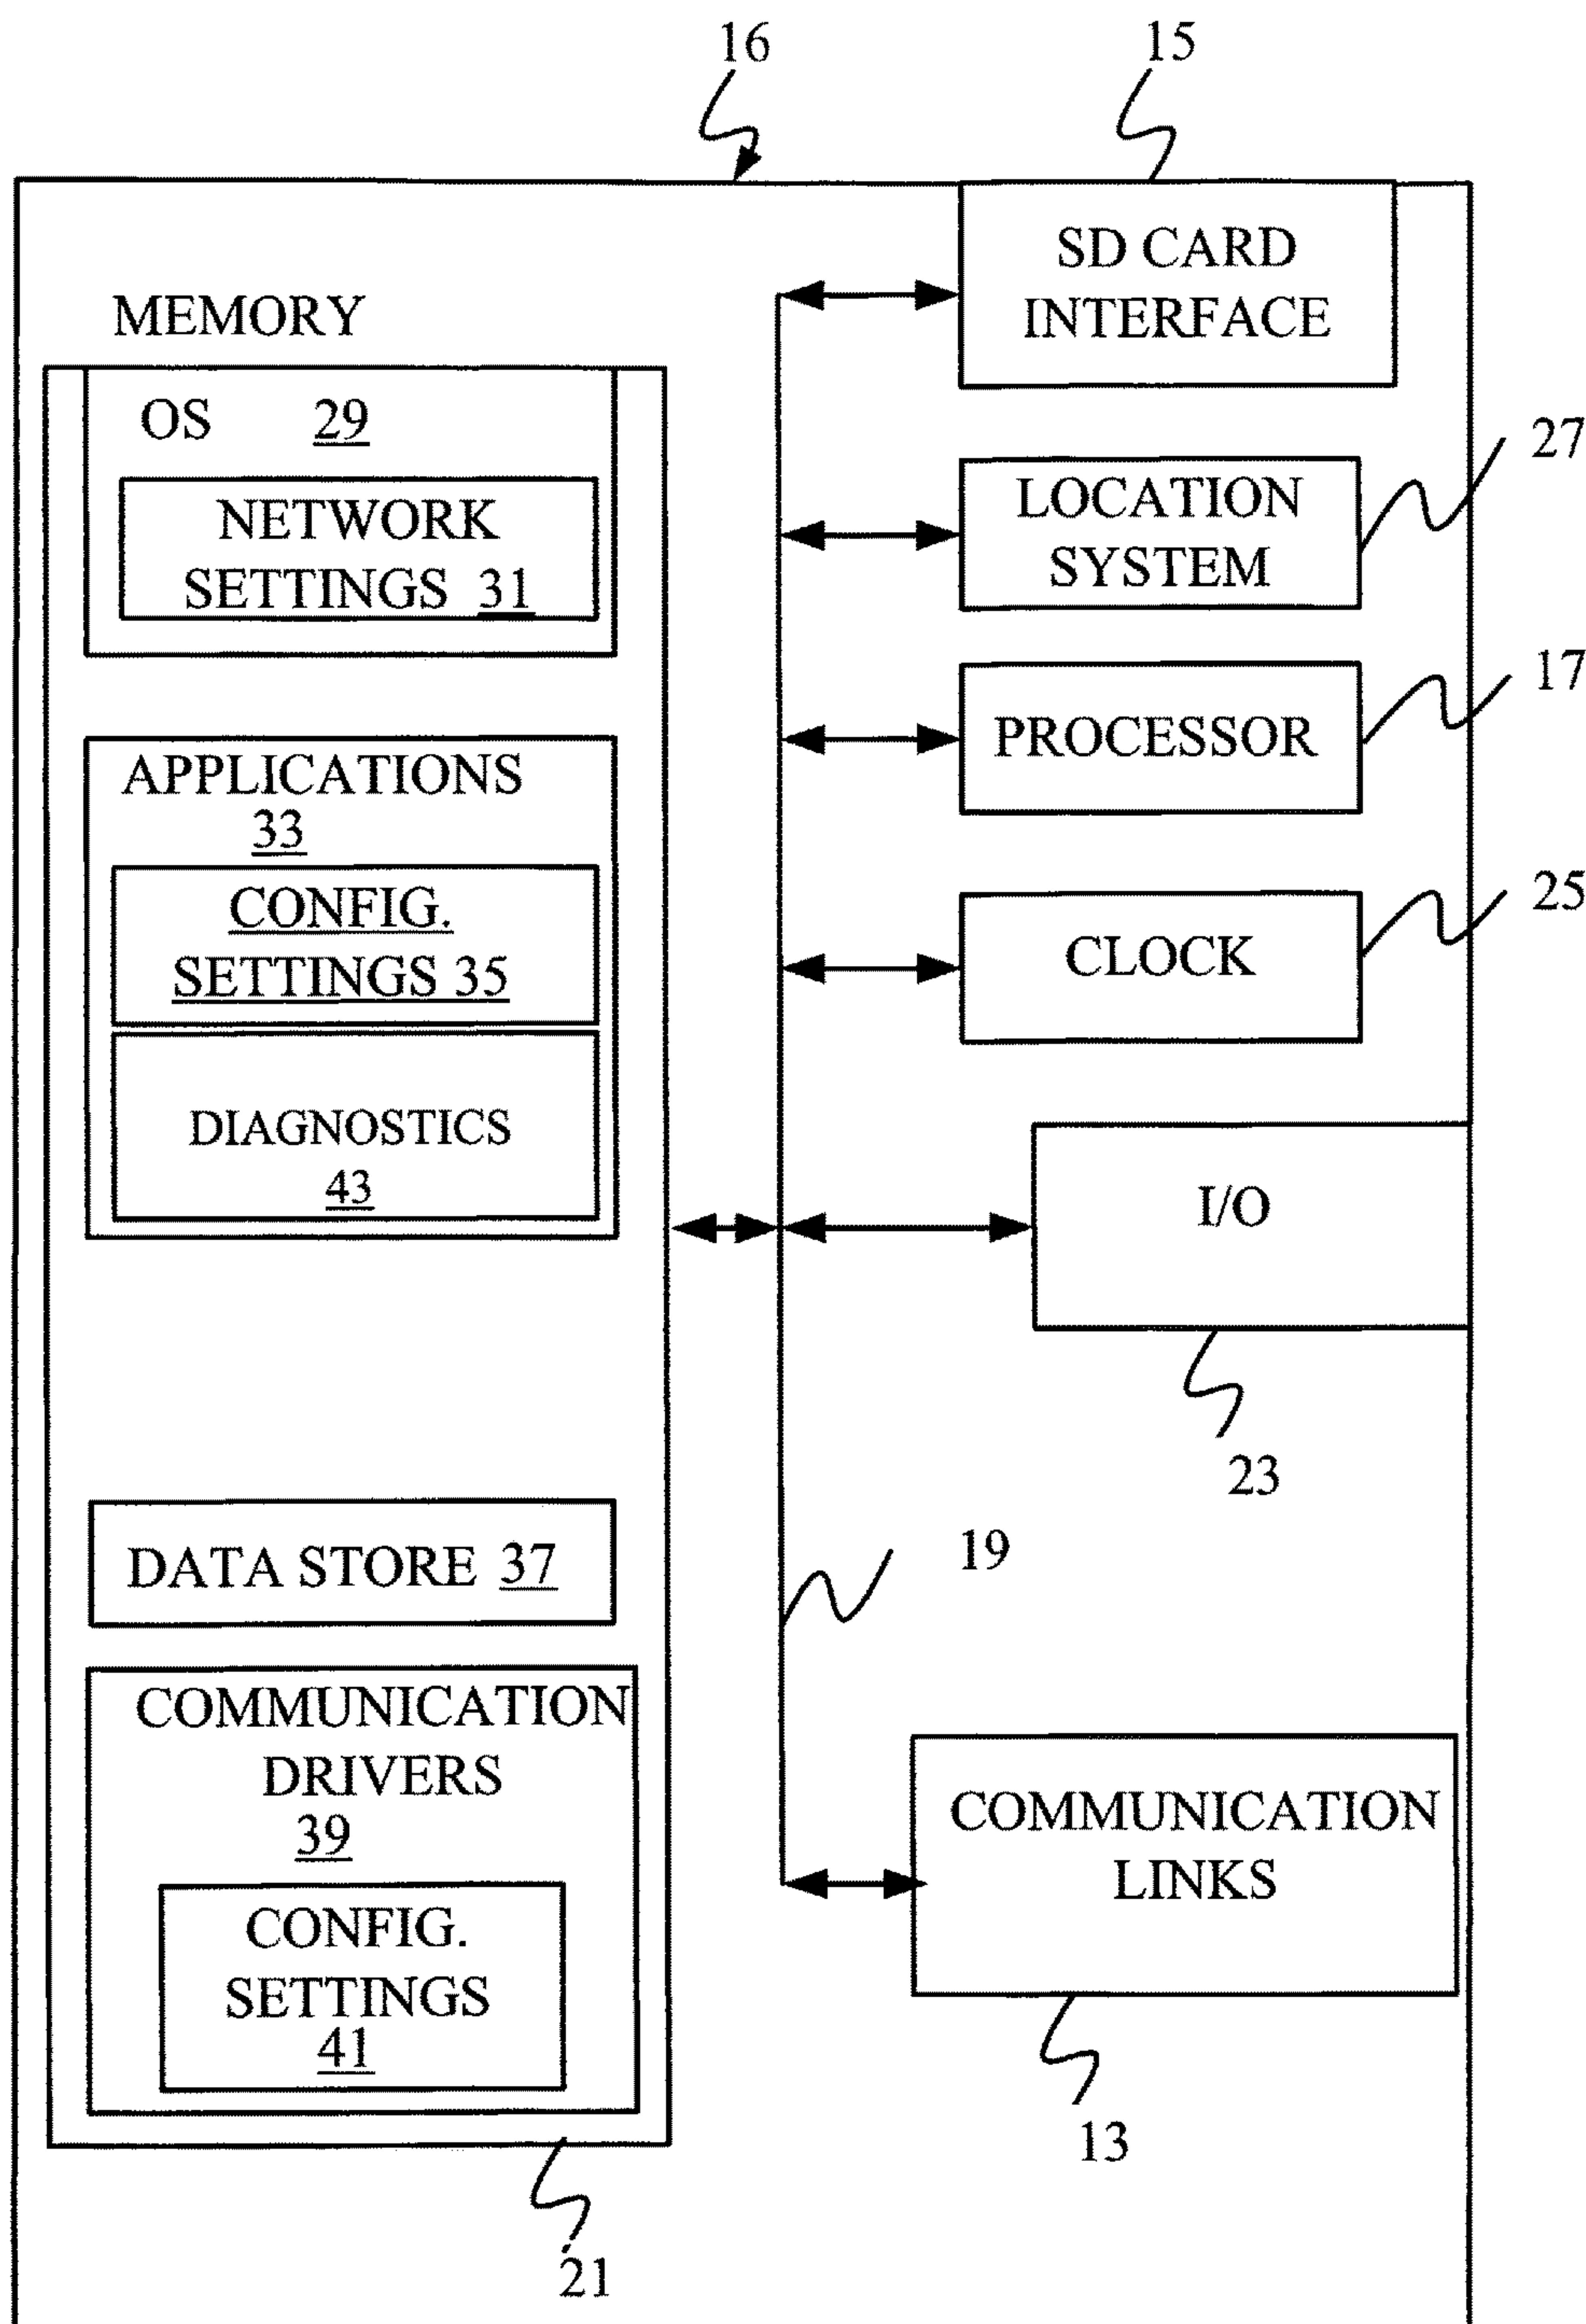 16
15
SD CARD
INTERFACE
MEMORY
OS 29
NETWORK
SETTINGS 31
27
LOCATION
SYSTEM
17
PROCESSOR
APPLICATIONS
33
CONFIG.
SETTINGS 35
25
CLOCK
DIAGNOSTICS
43
I/O
23
19
DATA STORE 37
COMMUNICATION
DRIVERS
39
CONFIG.
SETTINGS
41
COMMUNICATION
LINKS
13
21